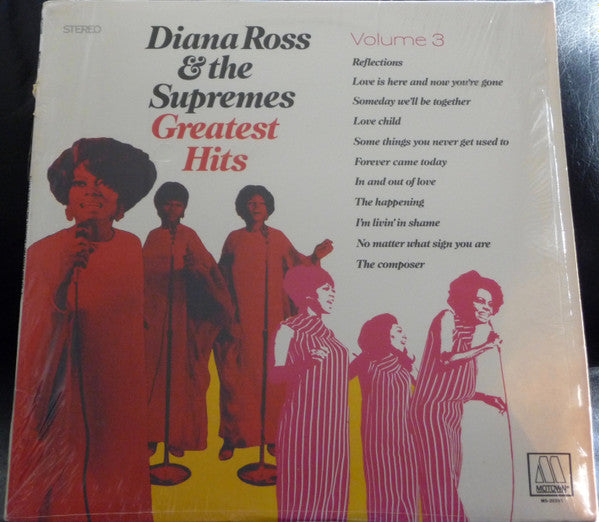 STEREO
Diana Ross
& the
Supremes
Greatest
Hits
Volume 3
Reflections
Love is here and now you're gone
Someday we'll be together
Love child
Some things you never get used to
Forever came today
In and out of love
The happening
I'm livin' in shame
No matter what sign you are
The composer
M
MOTOWN